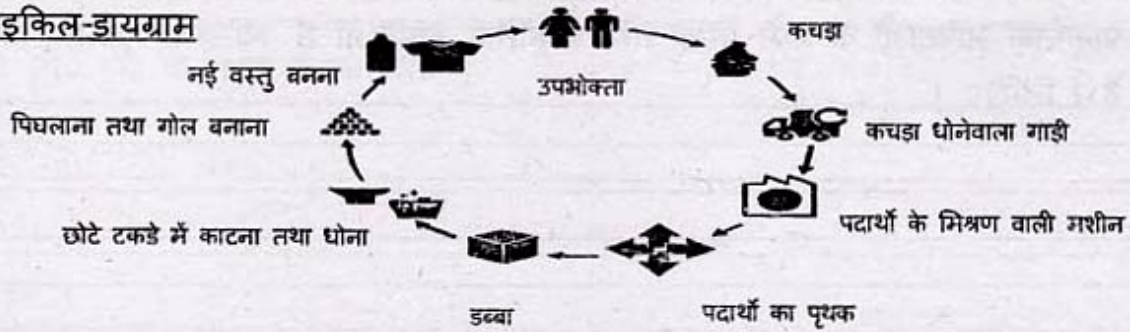 इकिल-डायग्राम
कचड़ा
नई वस्तु बनना
उपभोक्ता
पिघलाना तथा गोल बनाना
कचड़ा धोनेवाला गाड़ी
पदार्थो के मिश्रण वाली मशीन
छोटे टकडे में काटना तथा धोना
डब्बा
पदार्थो का पृथक